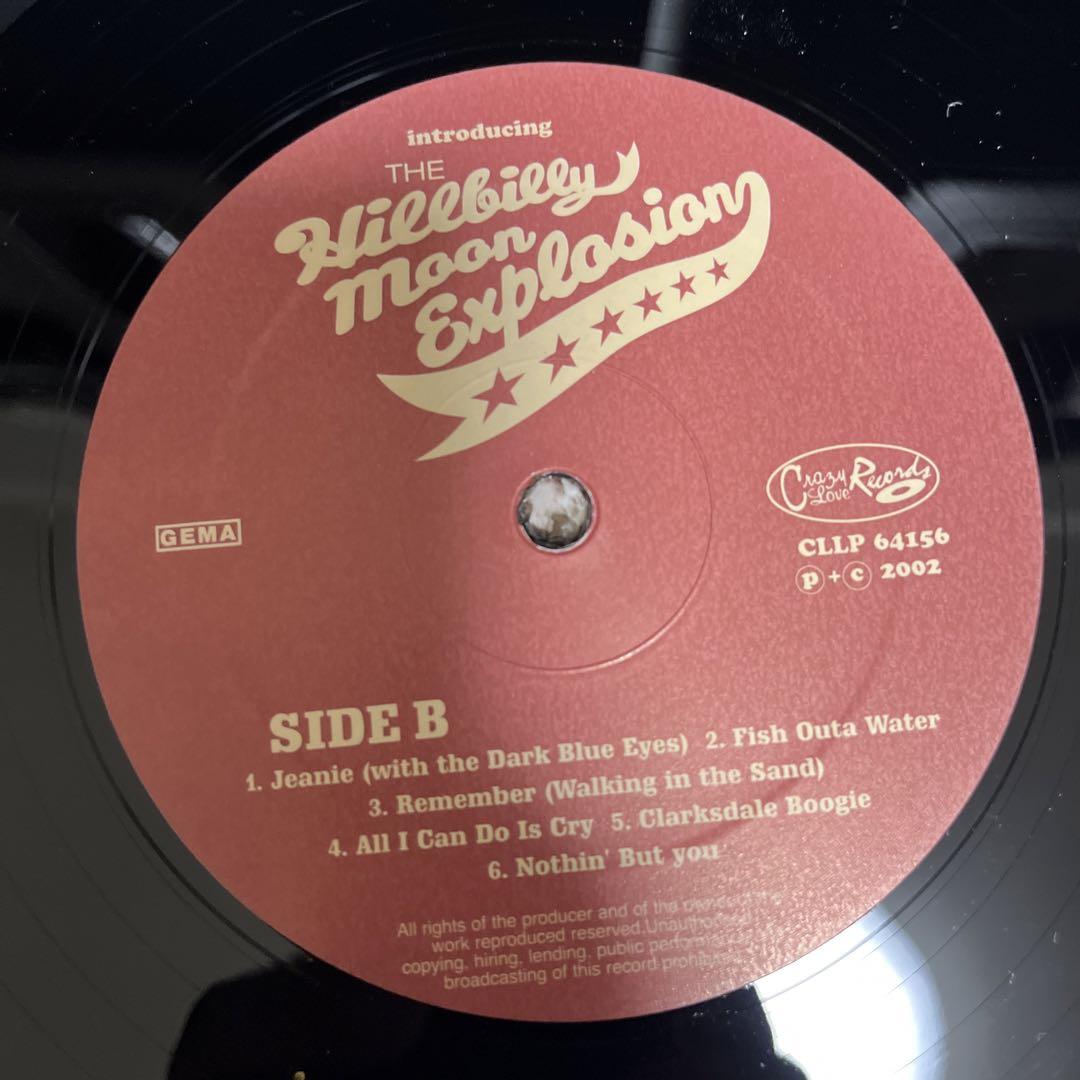 introducing
THE
Hillbilly
Moon
Explosion
GEMA
Crazy Love Records
CLLP 64156
p + c 2002
SIDE B
1. Jeanie (with the Dark Blue Eyes) 2. Fish Outa Water
3. Remember (Walking in the Sand)
4. All I Can Do Is Cry 5. Clarksdale Boogie
6. Nothin' But you
All rights of the producer and of the owner of the
work reproduced reserved.
copying, hiring, lending, public
broadcasting of this record